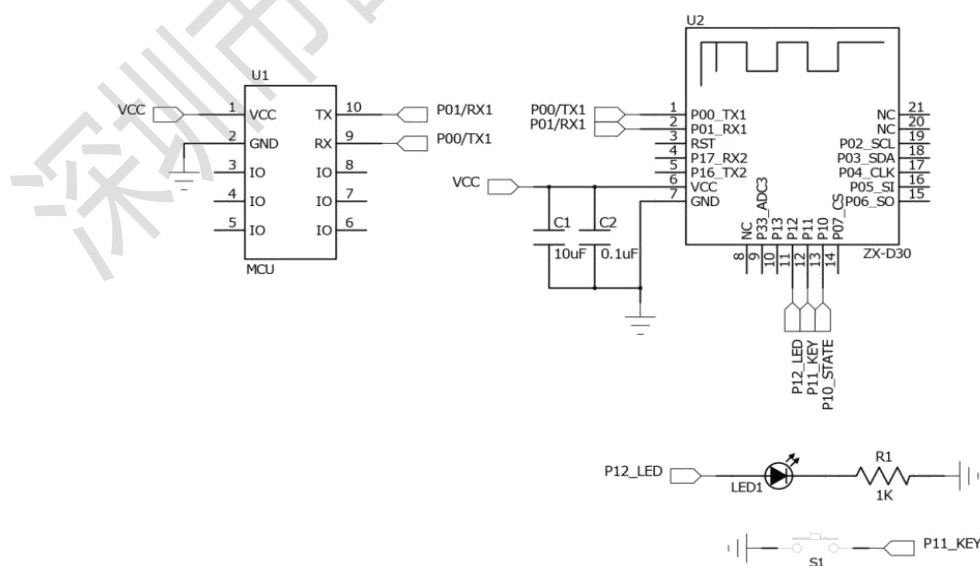 深圳市
U1
VCC
1
VCC
TX
10
P01/RX1
2
GND
RX
9
P00/TX1
3
IO
IO
8
4
IO
IO
7
5
IO
IO
6
MCU
U2
P00/TX1
1
P00_TX1
P01/RX1
2
P01_RX1
3
RST
4
P17_RX2
5
P16_TX2
VCC
6
VCC
7
GND
NC
21
NC
20
P02_SCL
19
P03_SDA
18
P04_CLK
17
P05_SI
16
P06_SO
15
NC
P33_ADC3
P13
P12
P11
P10
P07_CS
8
9
10
11
12
13
14
ZX-D30
C1
10uF
C2
0.1uF
P12_LED
P11_KEY
P10_STATE
P12_LED
LED1
R1
1K
S1
P11_KEY